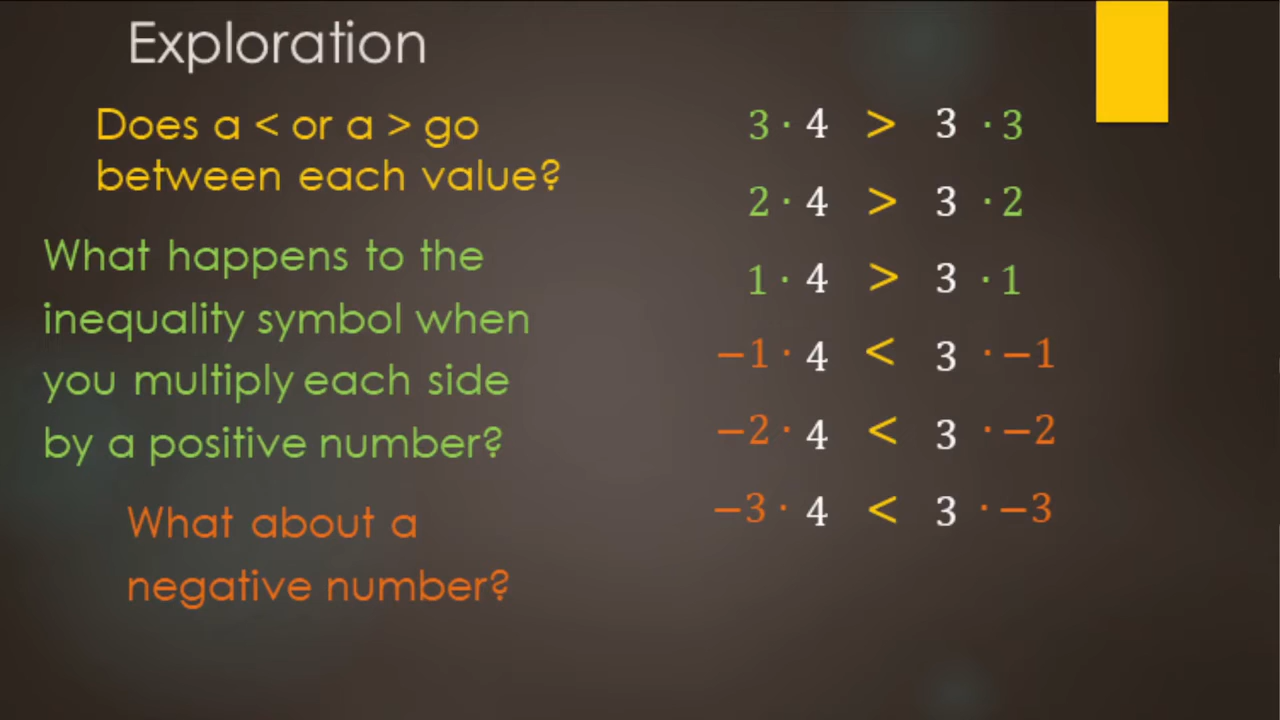 Exploration
Does a < or a > go
between each value?
What happens to the
inequality symbol when
you multiply each side
by a positive number?
What about a
negative number?
3 · 4 > 3 · 3
2 · 4 > 3 · 2
1 · 4 > 3 · 1
−1 · 4 < 3 · −1
−2 · 4 < 3 · −2
−3 · 4 < 3 · −3